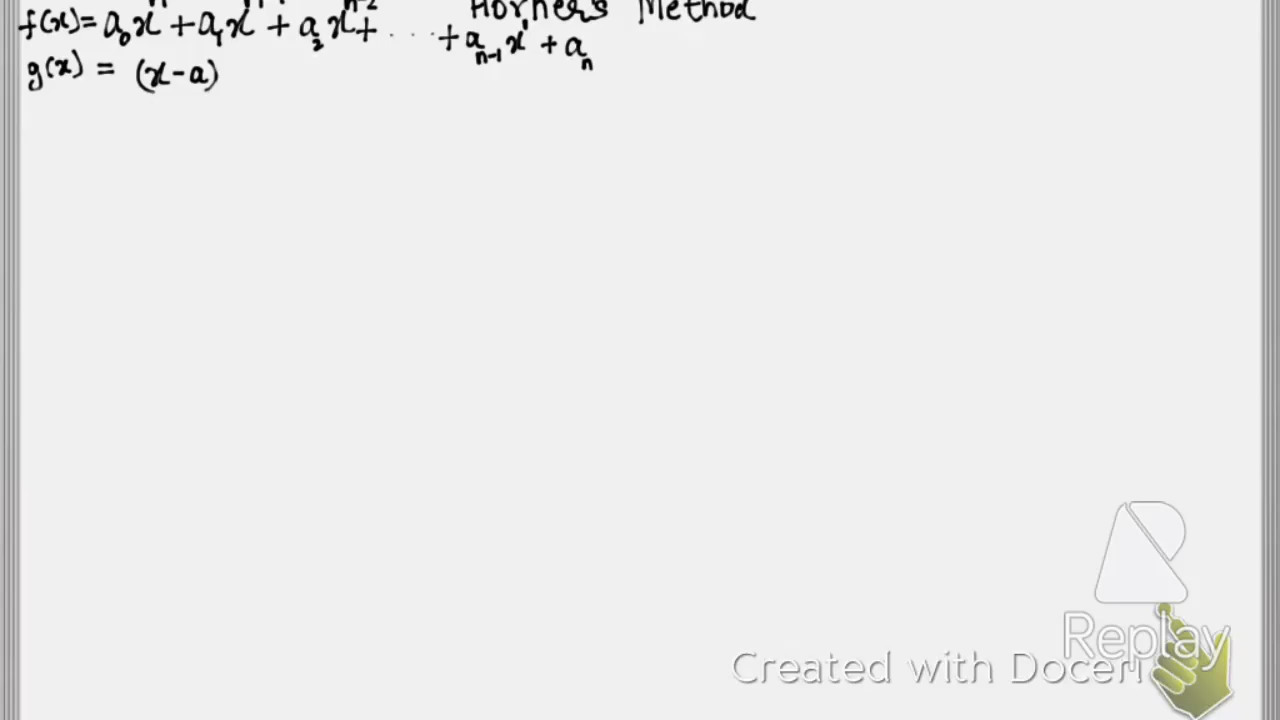 Horner's Method
f(x) = a₀xⁿ + a₁xⁿ⁻¹ + a₂xⁿ⁻² + . . . . + aₙ₋₁x¹ + aₙ
g(x) = (x-a)
Replay
Created with Doceri